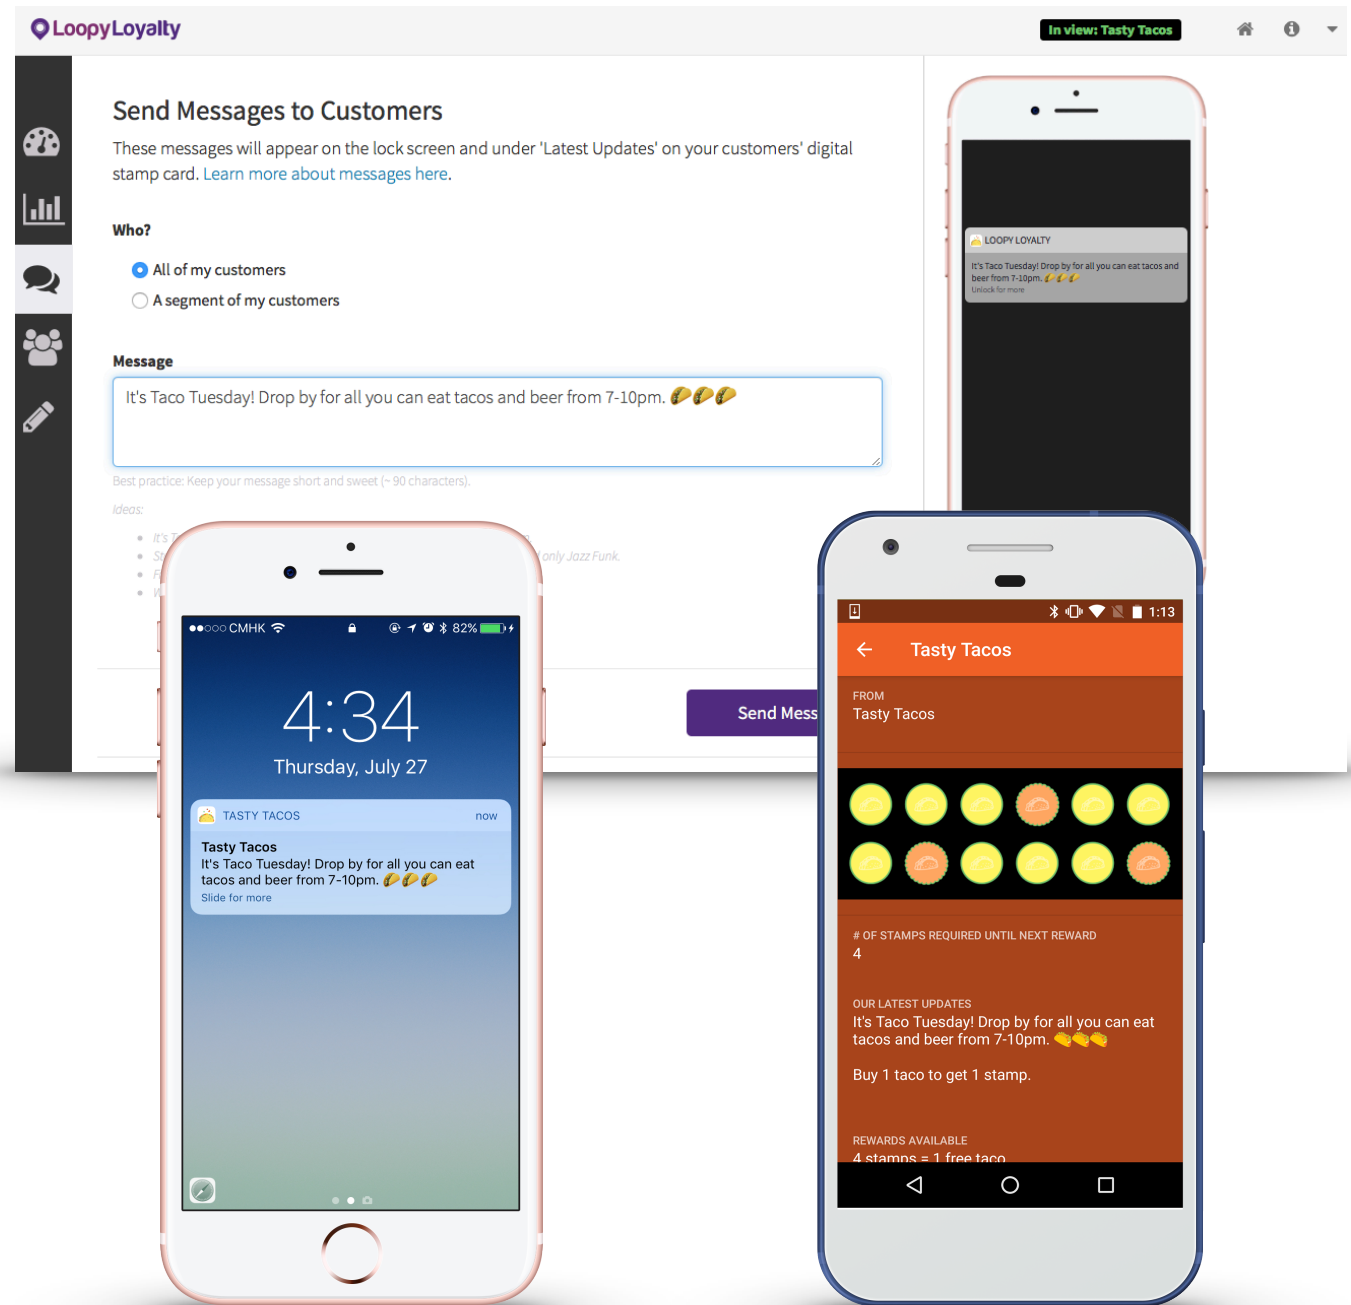 LoopyLoyalty
In view: Tasty Tacos
Send Messages to Customers
These messages will appear on the lock screen and under 'Latest Updates' on your customers' digital
stamp card. Learn more about messages here.
Who?
All of my customers
A segment of my customers
Message
It's Taco Tuesday! Drop by for all you can eat tacos and beer from 7-10pm. 🌮🌮🌮
Best practice: Keep your message short and sweet (~ 90 characters).
Ideas:
It's
only Jazz Funk.
Send
LOOPY LOYALTY
It's Taco Tuesday! Drop by for all you can eat tacos and
beer from 7-10pm. 🌮🌮🌮
Unlock for more
CMHK
82%
4:34
Thursday, July 27
TASTY TACOS
now
Tasty Tacos
It's Taco Tuesday! Drop by for all you can eat
tacos and beer from 7-10pm. 🌮🌮🌮
Slide for more
1:13
Tasty Tacos
FROM
Tasty Tacos
# OF STAMPS REQUIRED UNTIL NEXT REWARD
4
OUR LATEST UPDATES
It's Taco Tuesday! Drop by for all you can eat
tacos and beer from 7-10pm. 🌮🌮🌮
Buy 1 taco to get 1 stamp.
REWARDS AVAILABLE
4 stamps = 1 free taco